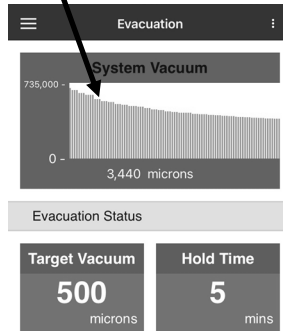 Evacuation
System Vacuum
735,000 -
0 -
3,440 microns
Evacuation Status
Target Vacuum
500
microns
Hold Time
5
mins